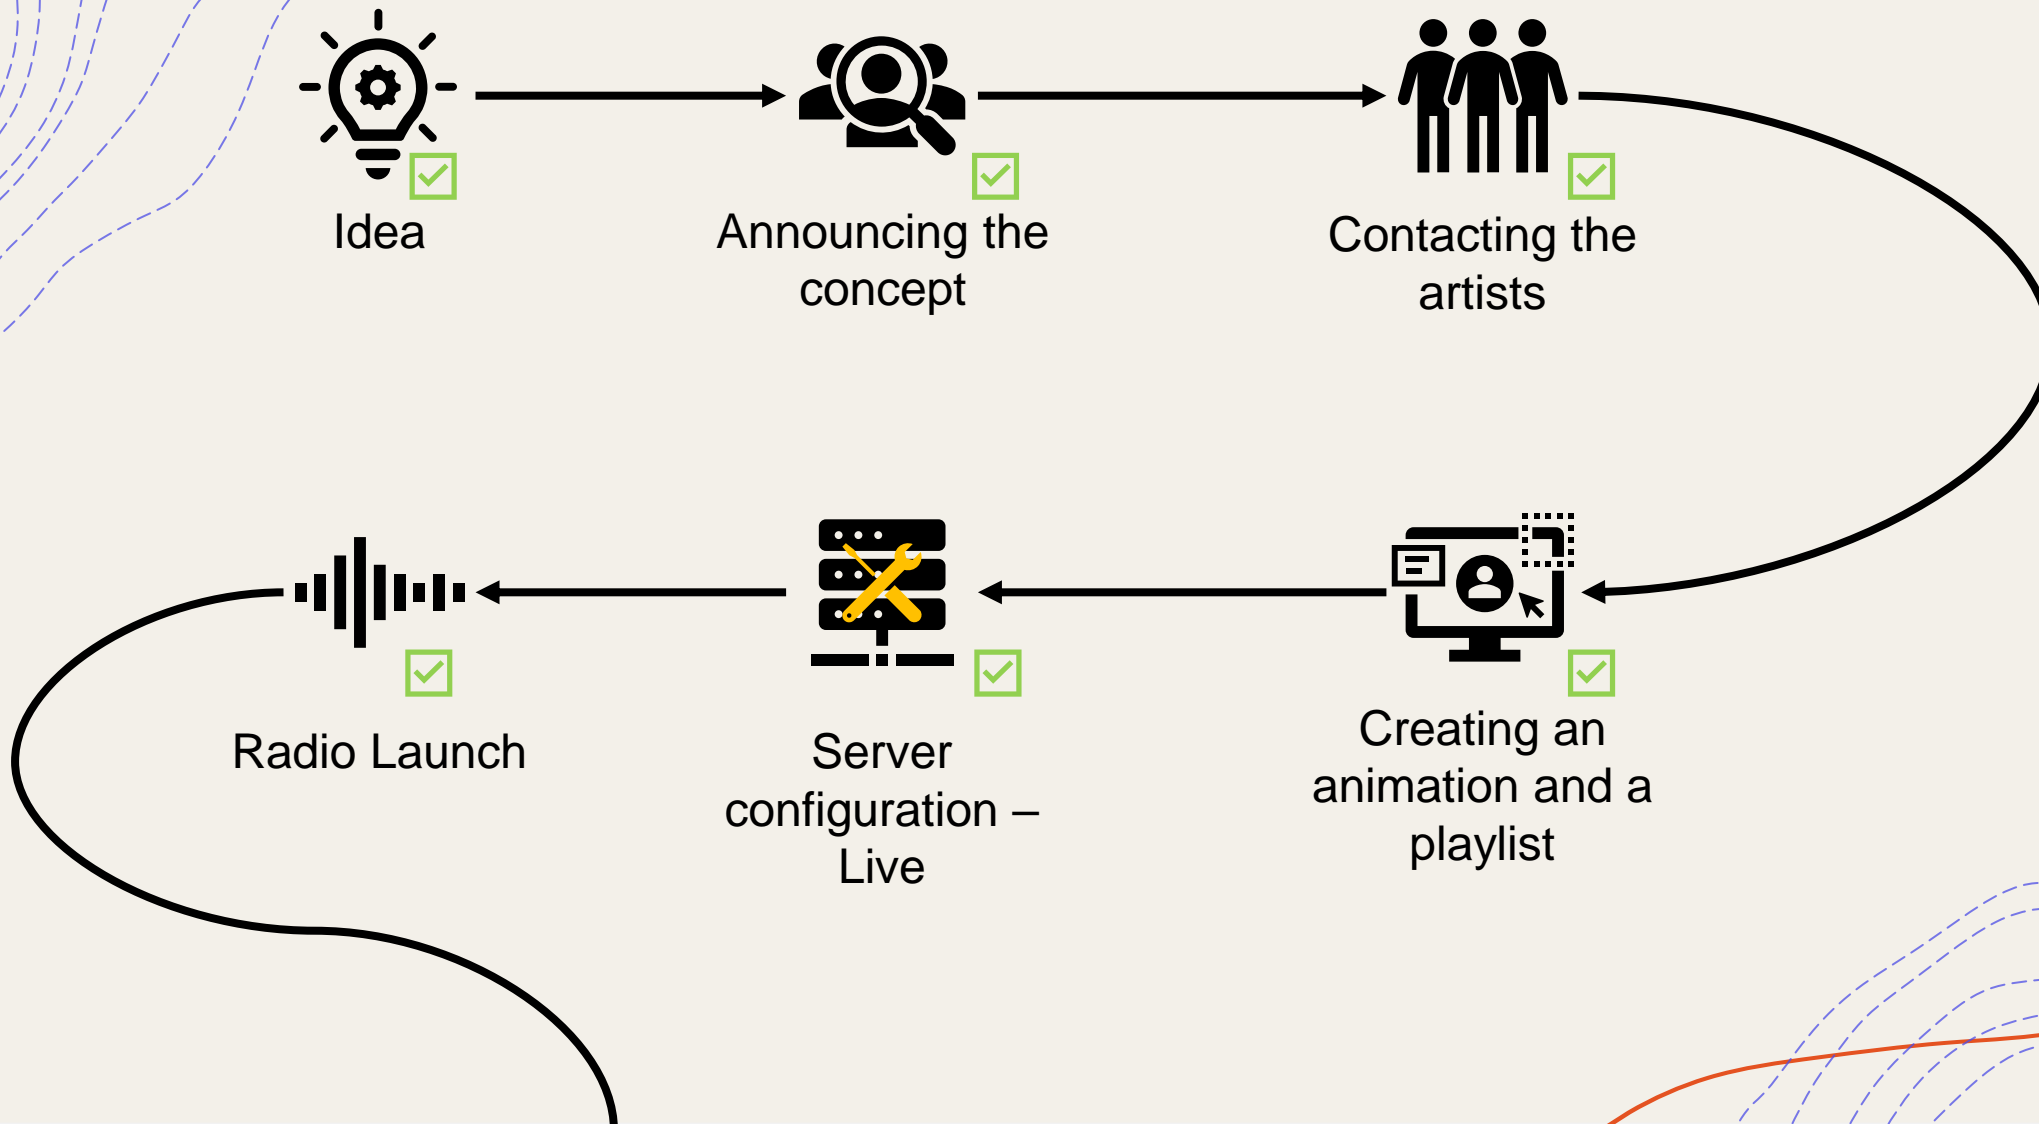 Idea
Announcing the
concept
Contacting the
artists
Radio Launch
Server
configuration –
Live
Creating an
animation and a
playlist